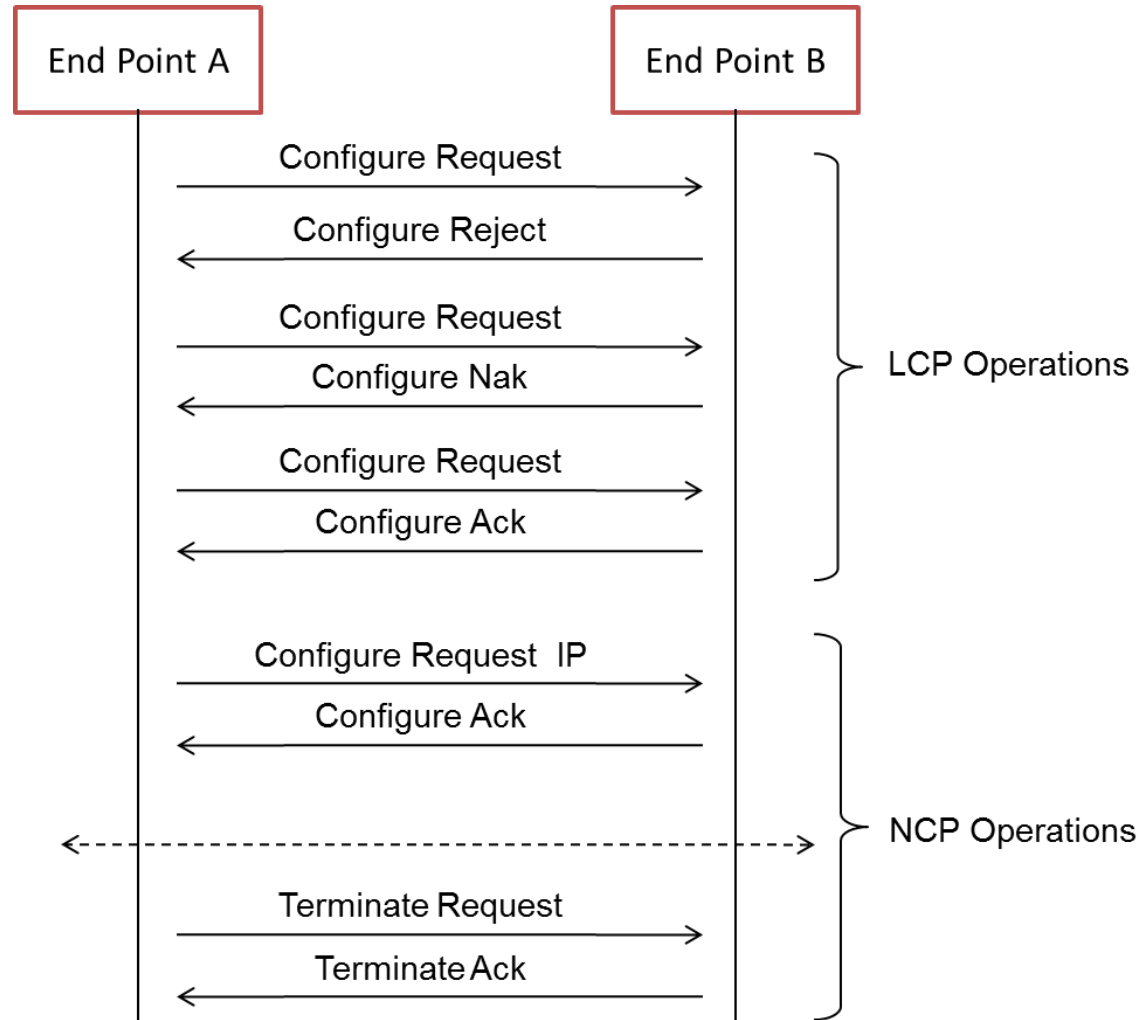 End Point A
End Point B
Configure Request
Configure Reject
Configure Request
Configure Nak
Configure Request
Configure Ack
LCP Operations
Configure Request IP
Configure Ack
NCP Operations
Terminate Request
Terminate Ack